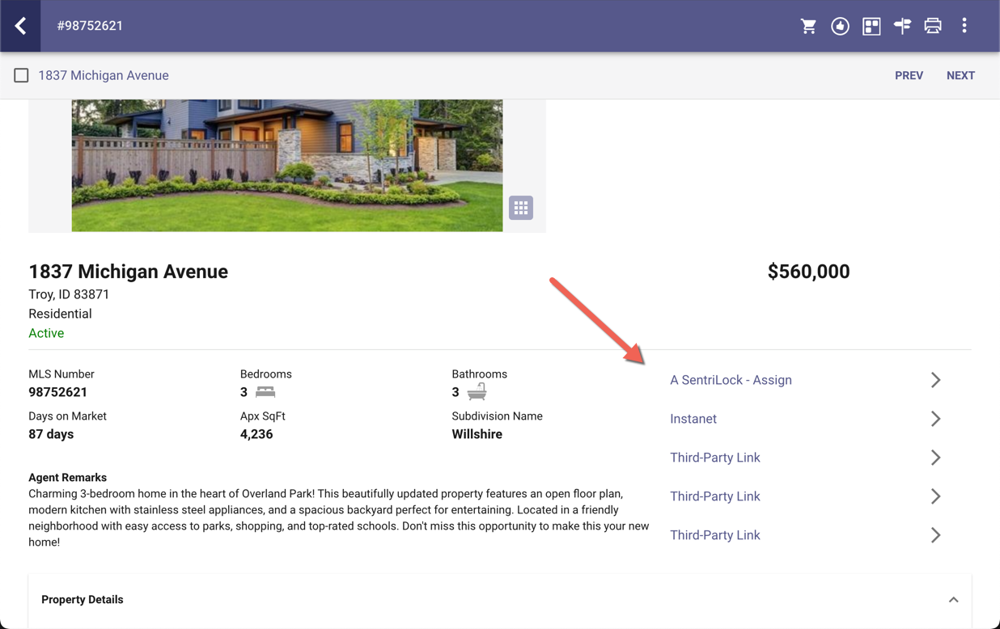 #98752621
1837 Michigan Avenue
PREV NEXT
1837 Michigan Avenue
$560,000
Troy, ID 83871
Residential
Active
MLS Number
98752621
Bedrooms
3
Bathrooms
3
Days on Market
87 days
Apx SqFt
4,236
Subdivision Name
Willshire
A SentriLock - Assign
Instanet
Third-Party Link
Third-Party Link
Third-Party Link
Agent Remarks
Charming 3-bedroom home in the heart of Overland Park! This beautifully updated property features an open floor plan,
modern kitchen with stainless steel appliances, and a spacious backyard perfect for entertaining. Located in a friendly
neighborhood with easy access to parks, shopping, and top-rated schools. Don't miss this opportunity to make this your new
home!
Property Details